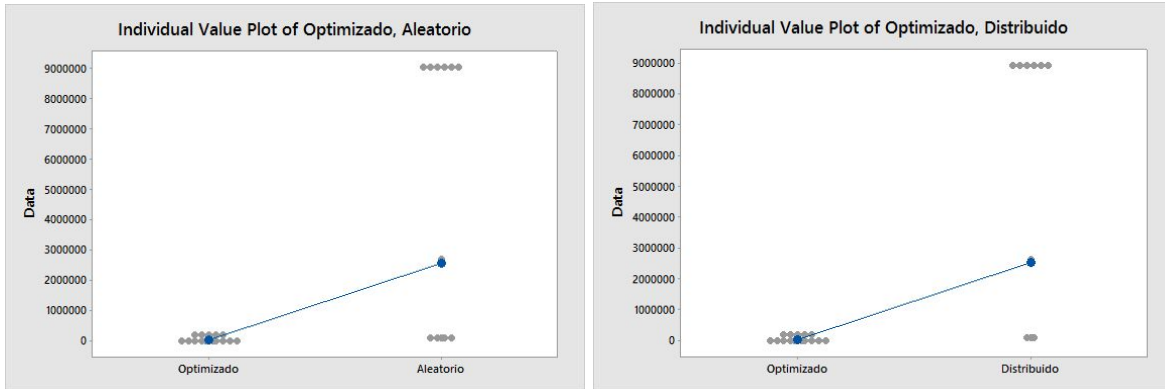 Individual Value Plot of Optimizado, Aleatorio
9000000
8000000
7000000
6000000
5000000
4000000
3000000
2000000
1000000
0
Data
Optimizado
Aleatorio
Individual Value Plot of Optimizado, Distribuido
9000000
8000000
7000000
6000000
5000000
4000000
3000000
2000000
1000000
0
Data
Optimizado
Distribuido